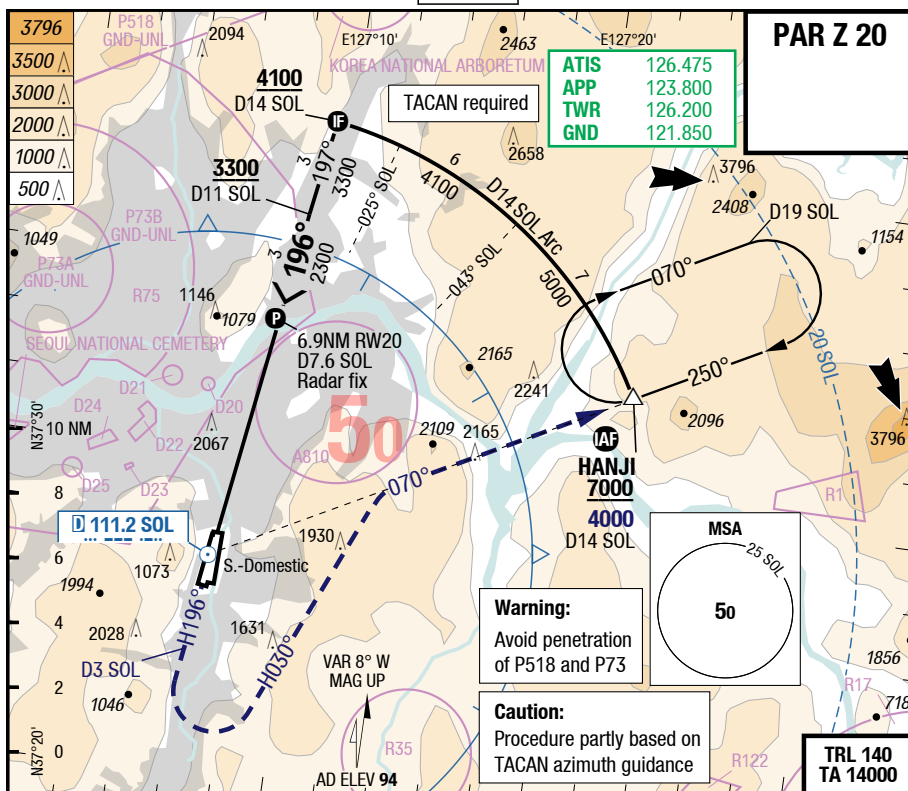 3796
3500
3000
2000
1000
500
P518
GND-UNL
2094
E127°10'
2463
E127°20'
KOREA NATIONAL ARBORETUM
PAR Z 20
ATIS 126.475
APP 123.800
TWR 126.200
GND 121.850
4100
D14 SOL
IF
TACAN required
2658
3300
D11 SOL
3
197°
3300
025° SOL
6
4100
D14 SOL Arc
3796
2408
D19 SOL
1154
P73B
GND-UNL
1049
P73A
GND-UNL
R75
3
196°
2300
043° SOL
7
5000
070°
1146
1079
P
6.9NM RW20
D7.6 SOL
Radar fix
SEOUL NATIONAL CEMETERY
2165
2241
250°
20 SOL
D21
D20
D24
D22
D23
D25
2067
50
A810
2109
2165
2096
3796
N37°30'
10 NM
8
6
4
2
0
N37°20'
070°
IAF
HANJI
7000
4000
D14 SOL
R1
D 111.2 SOL
S.-Domestic
1073
1930
1994
2028
1631
H196°
H030°
D3 SOL
1046
MSA
25 SOL
50
Warning:
Avoid penetration
of P518 and P73
1856
R17
718
VAR 8° W
MAG UP
R35
AD ELEV 94
Caution:
Procedure partly based on
TACAN azimuth guidance
R122
TRL 140
TA 14000